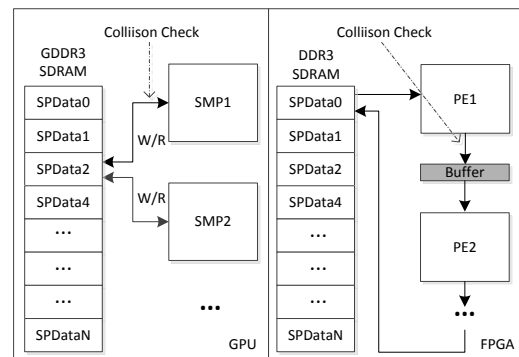 Colliison Check
GDDR3
SDRAM
SPData0
SPData1
SPData2
SPData4
...
...
...
SPDataN
W/R
W/R
SMP1
SMP2
...
GPU
Colliison Check
DDR3
SDRAM
SPData0
SPData1
SPData2
SPData4
...
...
...
SPDataN
PE1
Buffer
PE2
...
FPGA